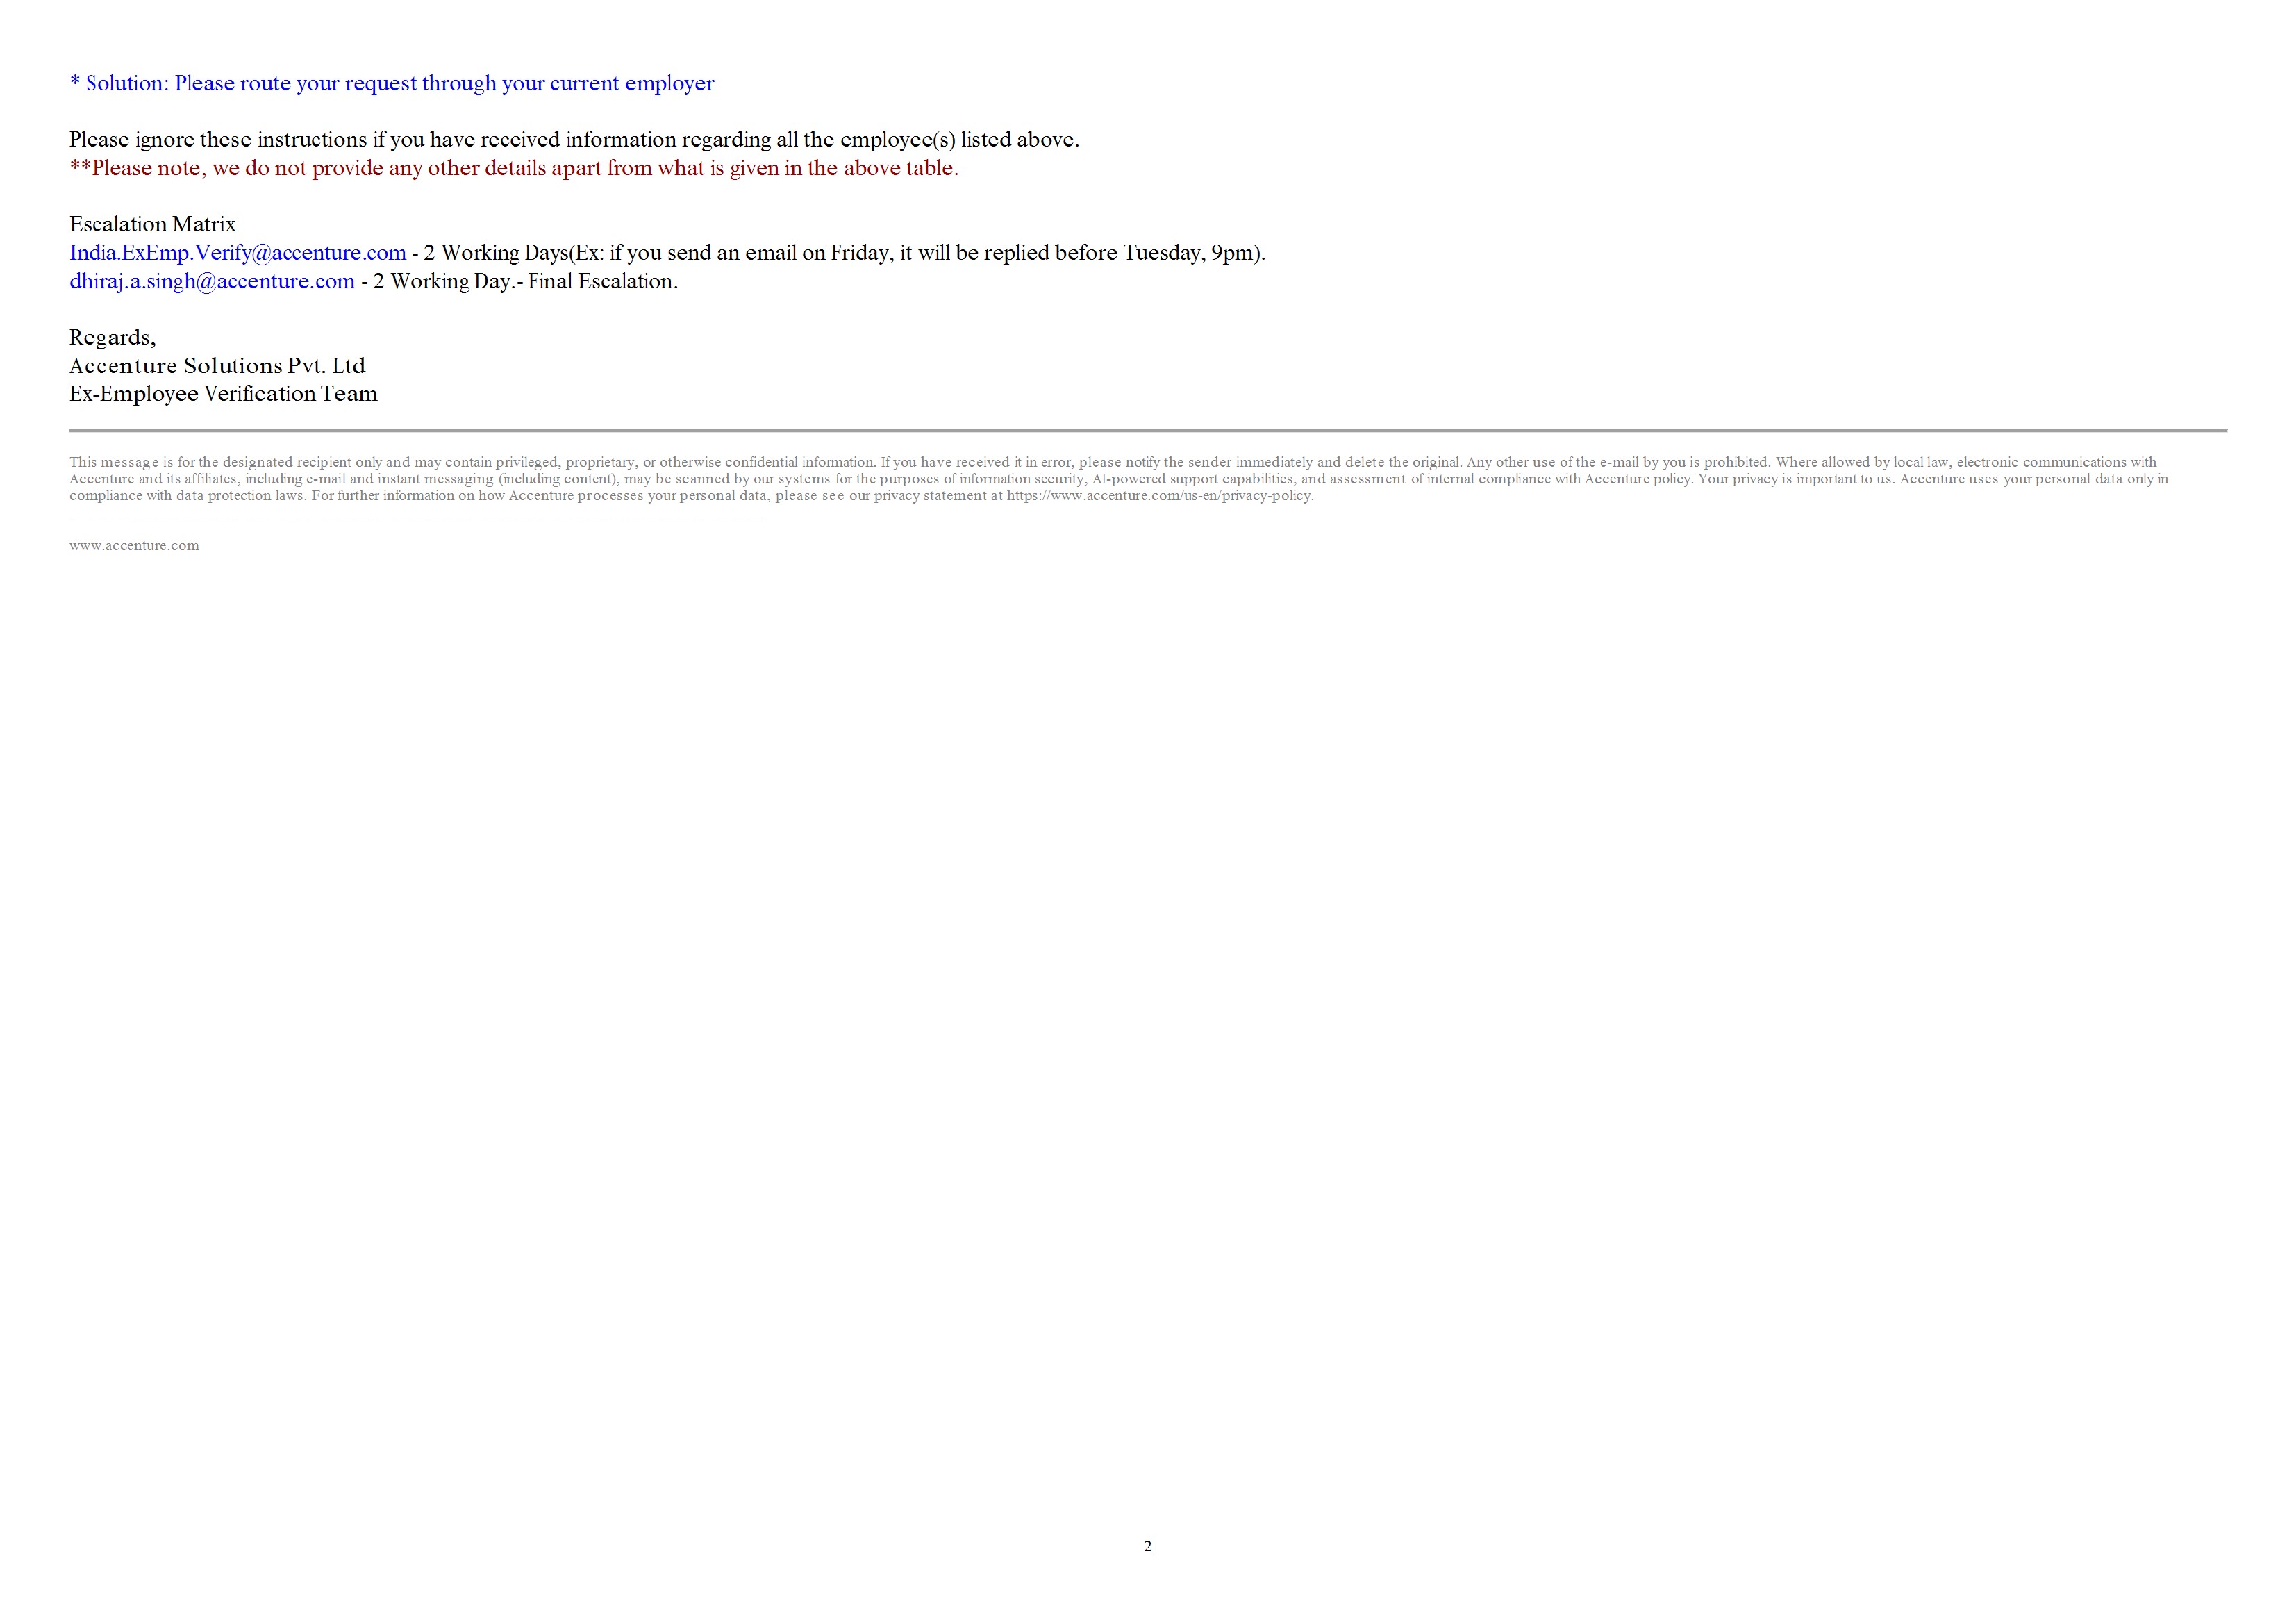 * Solution: Please route your request through your current employer
Please ignore these instructions if you have received information regarding all the employee(s) listed above.
**Please note, we do not provide any other details apart from what is given in the above table.
Escalation Matrix
India.ExEmp.Verify@accenture.com - 2 Working Days(Ex: if you send an email on Friday, it will be replied before Tuesday, 9pm).
dhiraj.a.singh@accenture.com - 2 Working Day.- Final Escalation.
Regards,
Accenture Solutions Pvt. Ltd
Ex-Employee Verification Team
This message is for the designated recipient only and may contain privileged, proprietary, or otherwise confidential information. If you have received it in error, please notify the sender immediately and delete the original. Any other use of the e-mail by you is prohibited. Where allowed by local law, electronic communications with
Accenture and its affiliates, including e-mail and instant messaging (including content), may be scanned by our systems for the purposes of information security, AI-powered support capabilities, and assessment of internal compliance with Accenture policy. Your privacy is important to us. Accenture uses your personal data only in
compliance with data protection laws. For further information on how Accenture processes your personal data, please see our privacy statement at https://www.accenture.com/us-en/privacy-policy.
www.accenture.com
2